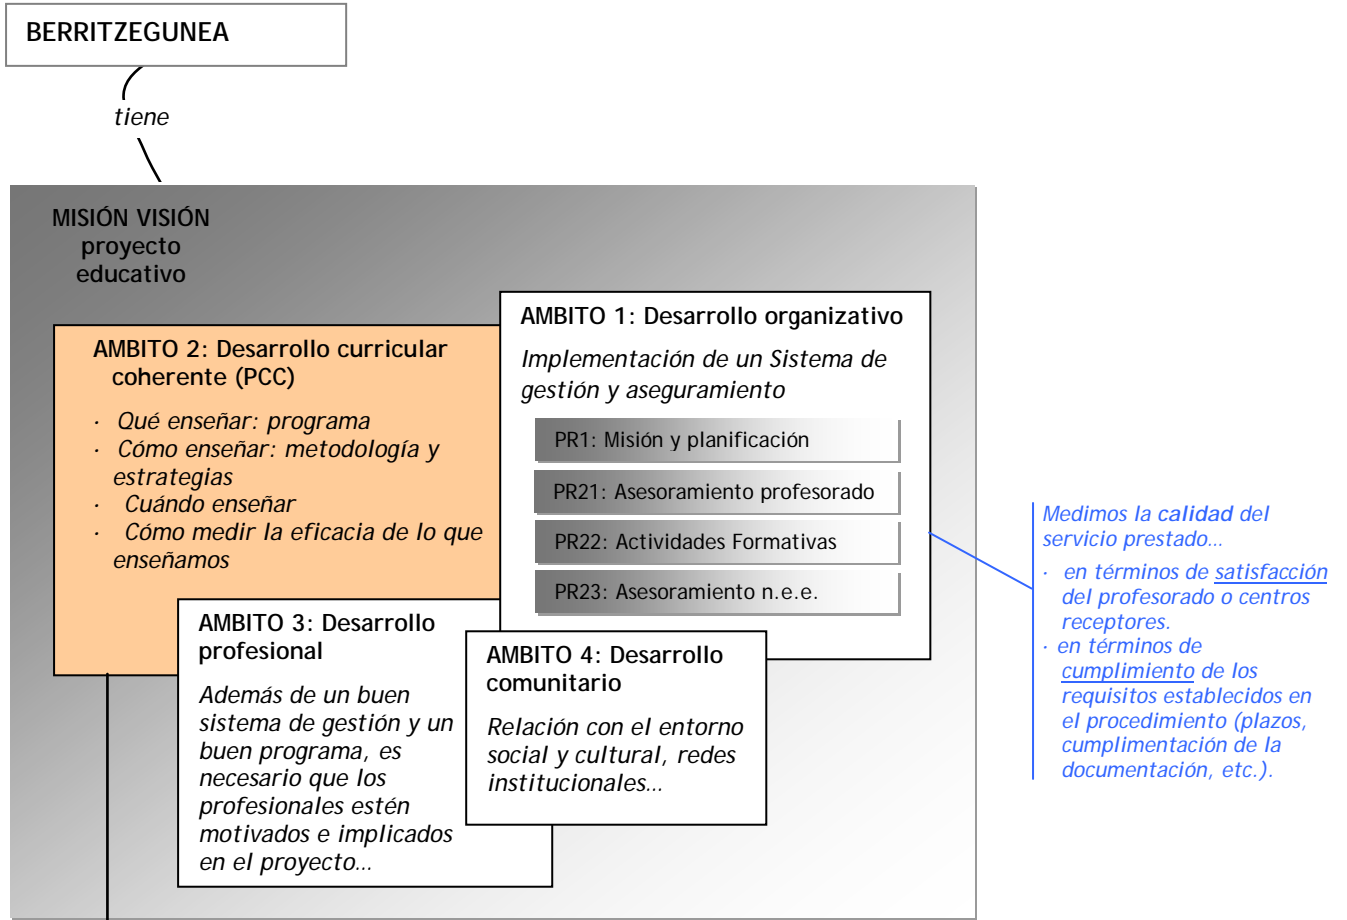 BERRITZEGUNEA
tiene
MISIÓN VISIÓN
proyecto
educativo
AMBITO 2: Desarrollo curricular
coherente (PCC)
· Qué enseñar: programa
· Cómo enseñar: metodología y
estrategias
· Cuándo enseñar
· Cómo medir la eficacia de lo que
enseñamos
AMBITO 1: Desarrollo organizativo
Implementación de un Sistema de
gestión y aseguramiento
PR1: Misión y planificación
PR21: Asesoramiento profesorado
PR22: Actividades Formativas
PR23: Asesoramiento n.e.e.
AMBITO 3: Desarrollo
profesional
Además de un buen
sistema de gestión y un
buen programa, es
necesario que los
profesionales estén
motivados e implicados
en el proyecto…
AMBITO 4: Desarrollo
comunitario
Relación con el entorno
social y cultural, redes
institucionales…
Medimos la calidad del
servicio prestado…
· en términos de satisfacción
del profesorado o centros
receptores.
· en términos de
cumplimiento de los
requisitos establecidos en
el procedimiento (plazos,
cumplimentación de la
documentación, etc.).